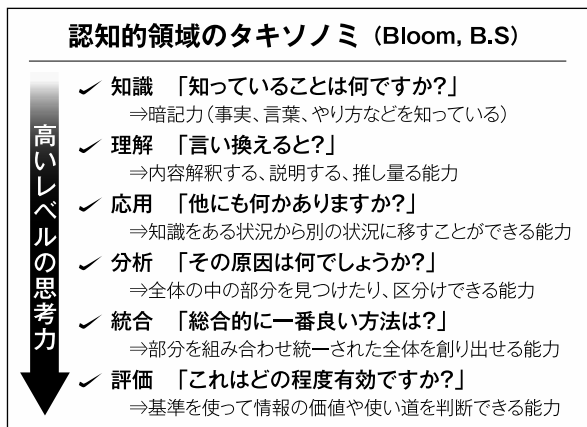 認知的領域のタキソノミ（Bloom, B.S）
高いレベルの思考力
✓ 知識 「知っていることは何ですか？」
⇒暗記力（事実、言葉、やり方などを知っている）
✓ 理解 「言い換えると？」
⇒内容解釈する、説明する、推し量る能力
✓ 応用 「他にも何かありますか？」
⇒知識をある状況から別の状況に移すことができる能力
✓ 分析 「その原因は何でしょうか？」
⇒全体の中の部分を見つけたり、区分けできる能力
✓ 統合 「総合的に一番良い方法は？」
⇒部分を組み合わせ統一された全体を創り出せる能力
✓ 評価 「これはどの程度有効ですか？」
⇒基準を使って情報の価値や使い道を判断できる能力